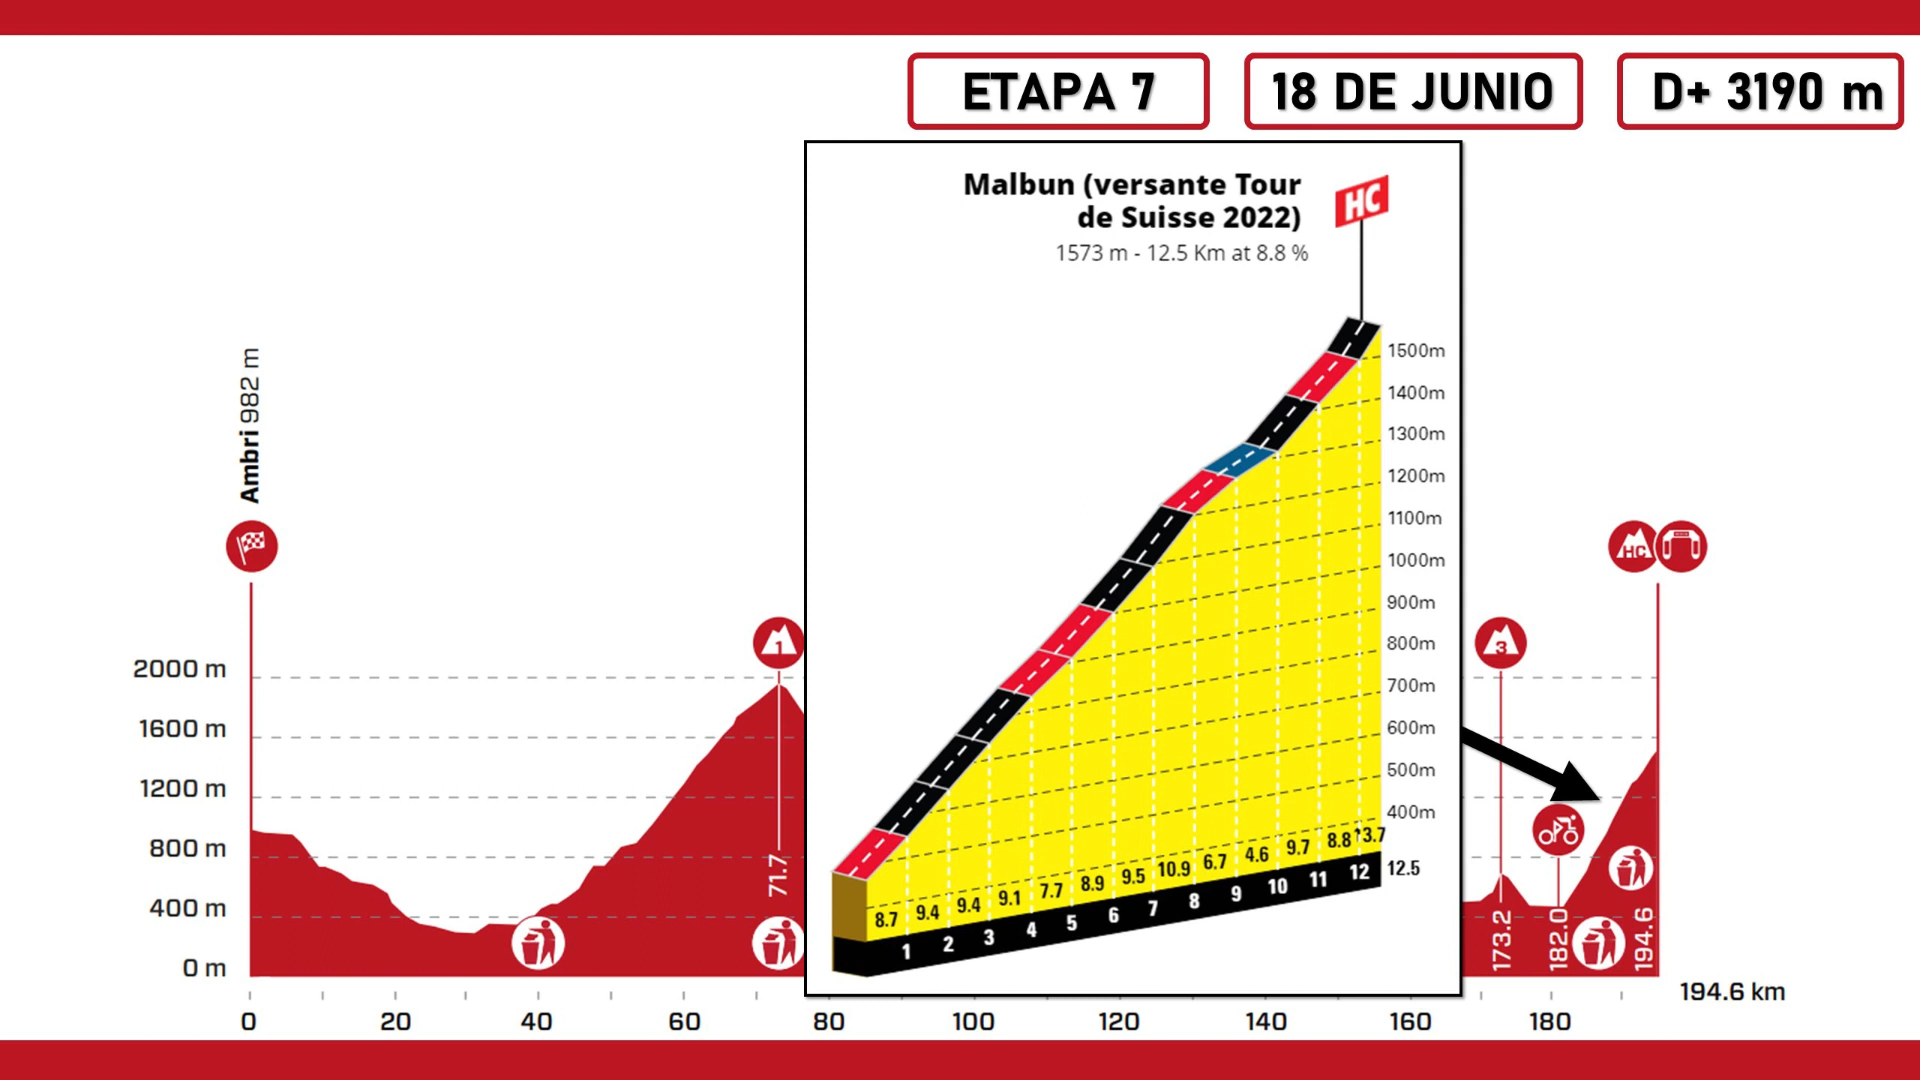 ETAPA 7
18 DE JUNIO
D+ 3190 m
Malbun (versante Tour
de Suisse 2022)
1573 m - 12.5 Km at 8.8 %
HC
1500m
1400m
1300m
1200m
1100m
1000m
900m
800m
700m
600m
500m
400m
8.7 9.4 9.4 9.1 7.7 8.9 9.5 10.9 6.7 4.6 9.7 8.8 13.7
1 2 3 4 5 6 7 8 9 10 11 12 12.5
Ambri 982 m
1
3
HC
2000 m
1600 m
1200 m
800 m
400 m
0 m
71.7
173.2
182.0
194.6
194.6 km
0 20 40 60 80 100 120 140 160 180